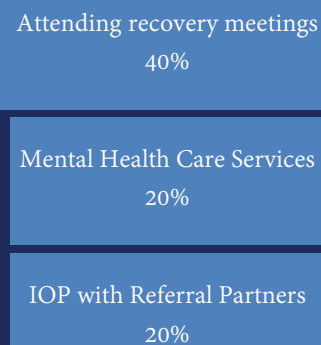 Attending recovery meetings
40%
Mental Health Care Services
20%
IOP with Referral Partners
20%